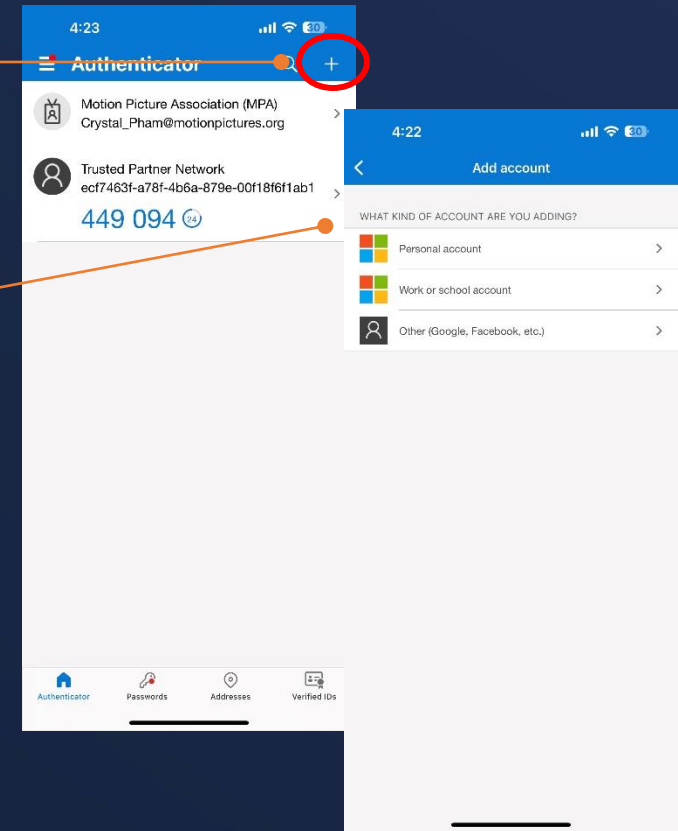 4:23
30
Authenticator
Motion Picture Association (MPA)
Crystal_Pham@motionpictures.org
Trusted Partner Network
ecf7463f-a78f-4b6a-879e-00f18f6f1ab1
449 094
24
Authenticator
Passwords
Addresses
Verified IDs
4:22
30
Add account
WHAT KIND OF ACCOUNT ARE YOU ADDING?
Personal account
Work or school account
Other (Google, Facebook, etc.)